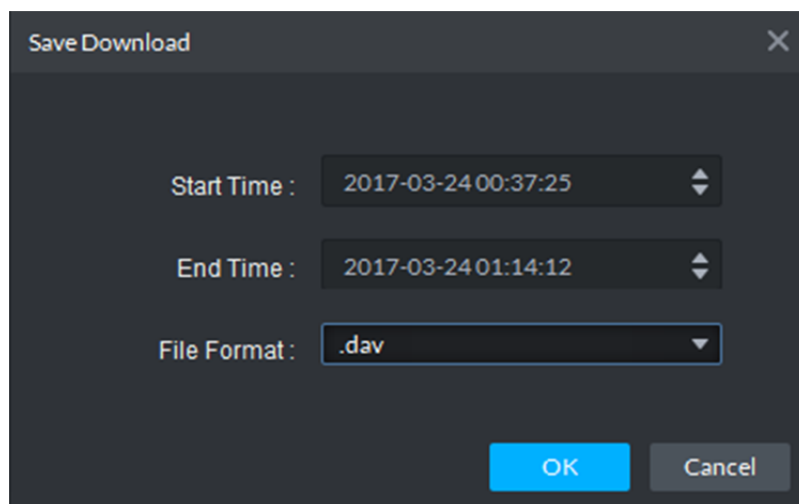 Save Download
Start Time : 2017-03-24 00:37:25
End Time : 2017-03-24 01:14:12
File Format : .dav
OK Cancel